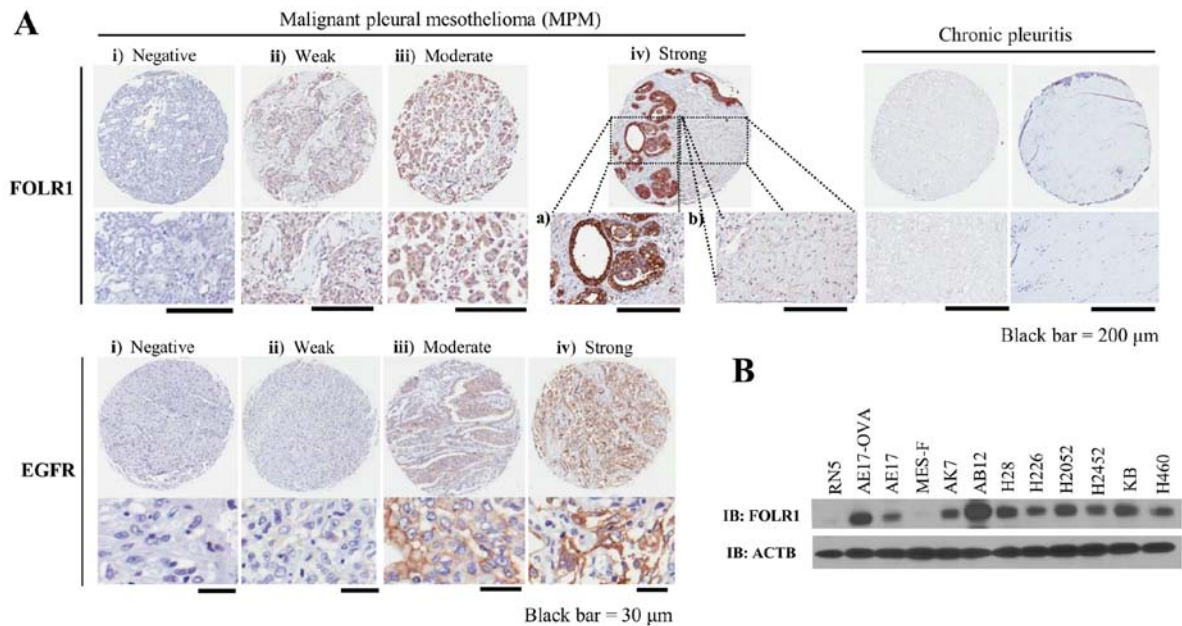 A
Malignant pleural mesothelioma (MPM)
Chronic pleuritis
i) Negative
ii) Weak
iii) Moderate
iv) Strong
FOLR1
a)
b)
Black bar = 200 μm
i) Negative
ii) Weak
iii) Moderate
iv) Strong
EGFR
Black bar = 30 μm
B
RN5
AE17-OVA
AE17
MES-F
AK7
AB12
H28
H226
H2052
H2452
KB
H460
IB: FOLR1
IB: ACTB